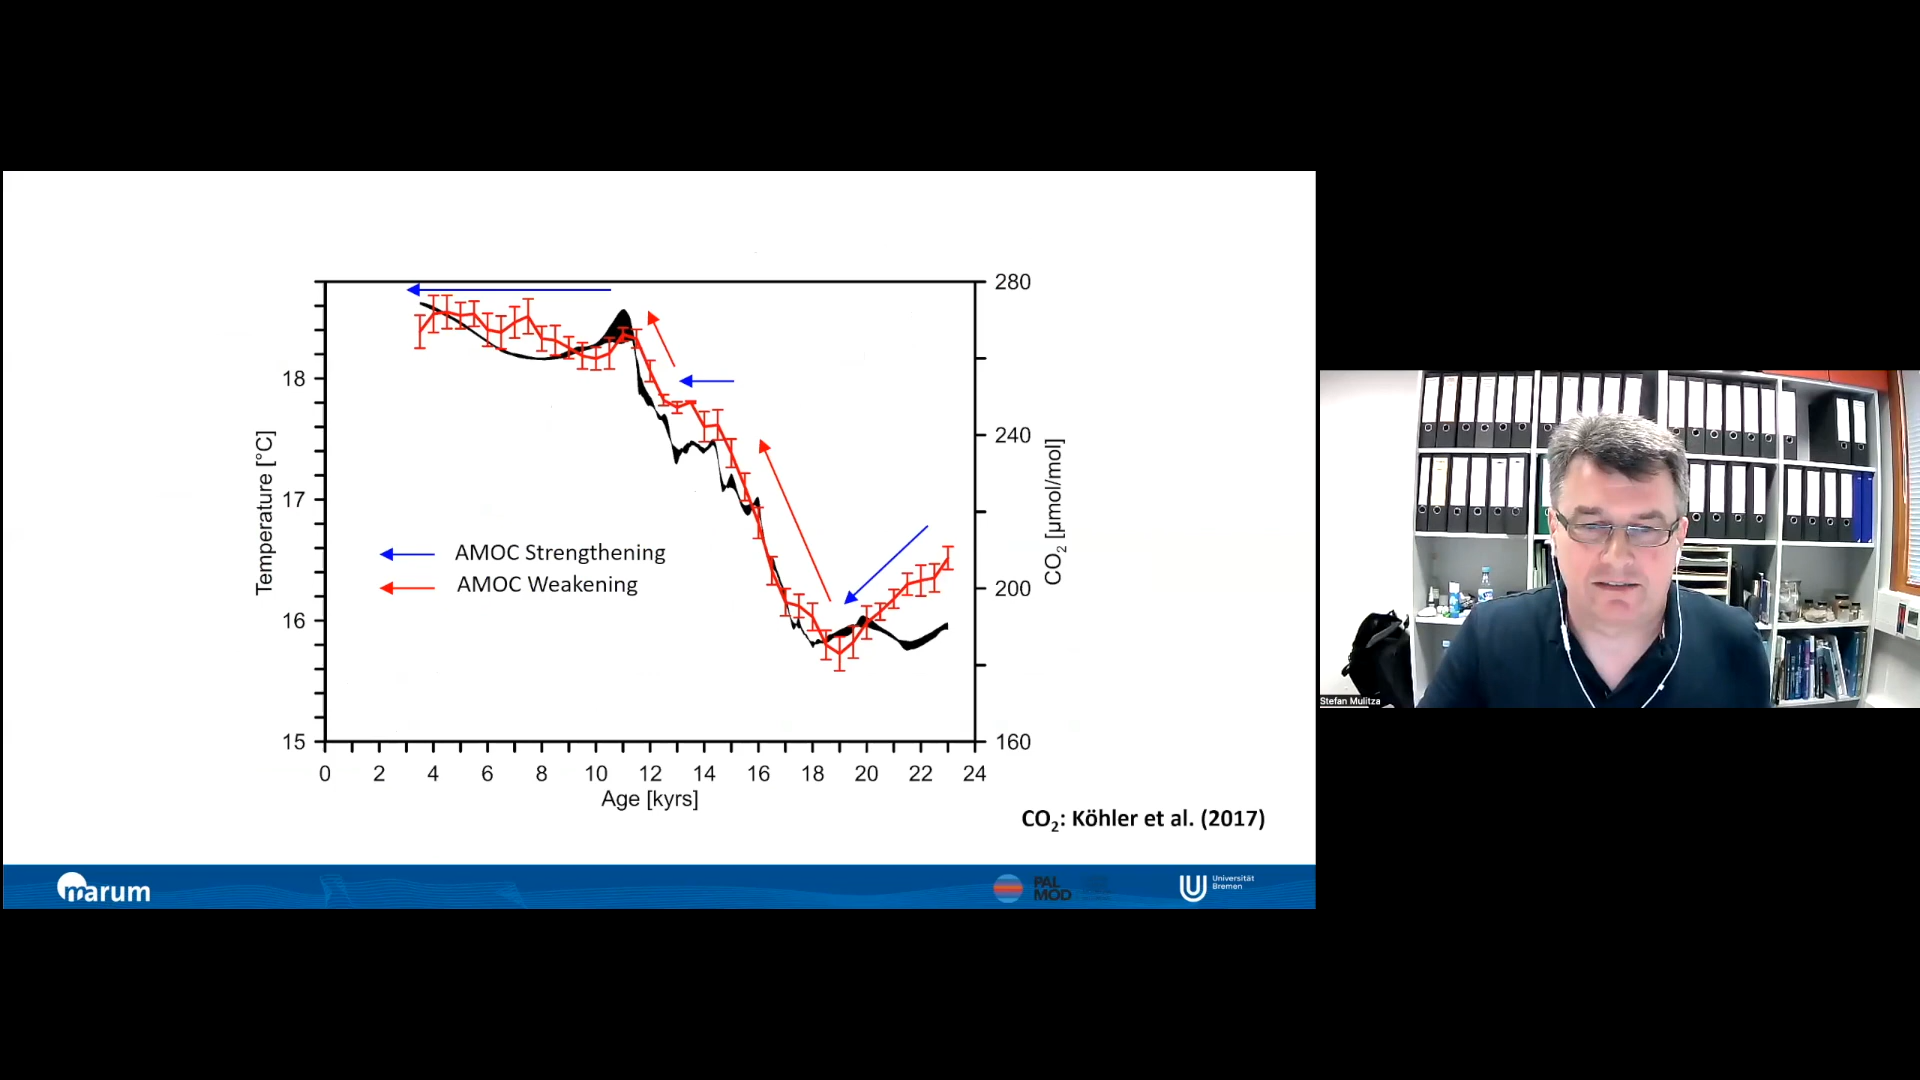 280
240
200
160
CO2 [µmol/mol]
18
17
16
15
Temperature [°C]
AMOC Strengthening
AMOC Weakening
0 2 4 6 8 10 12 14 16 18 20 22 24
Age [kyrs]
CO2: Köhler et al. (2017)
marum
PAL
MOD
Universität
Bremen
Stefan Mulitza